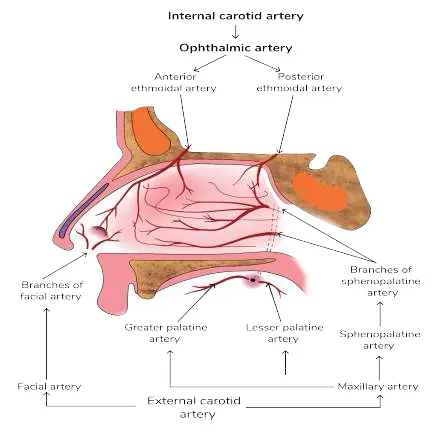 Internal carotid artery
Ophthalmic artery
Anterior
ethmoidal artery
Posterior
ethmoidal artery
Branches of
facial artery
Branches of
sphenopalatine
artery
Greater palatine
artery
Lesser palatine
artery
Sphenopalatine
artery
Facial artery
Maxillary artery
External carotid
artery